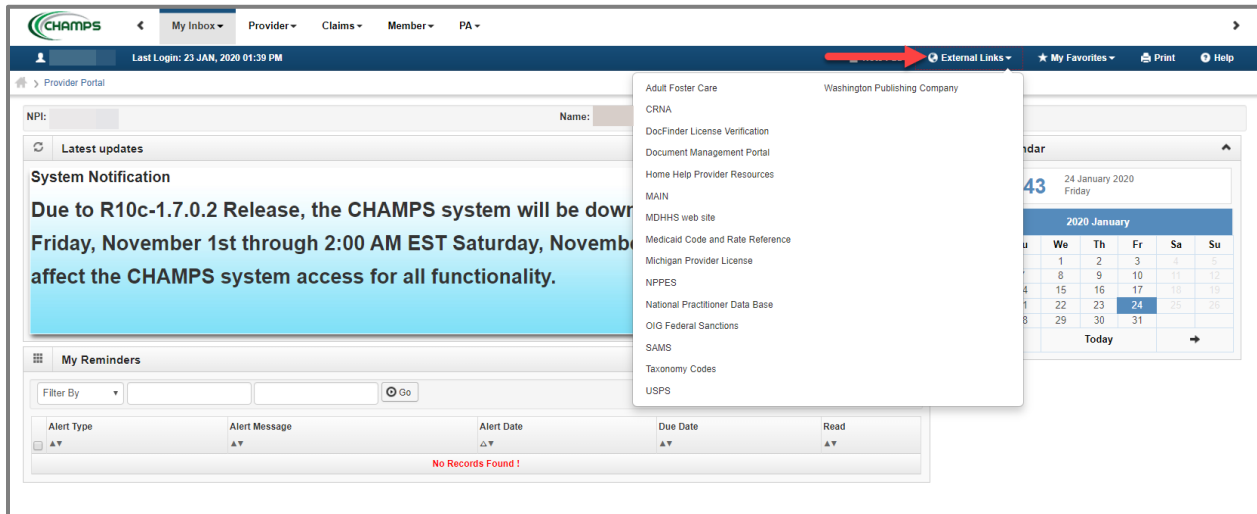 CHAMPS
My Inbox Provider Claims Member PA
Last Login: 23 JAN, 2020 01:39 PM External Links My Favorites Print Help
Provider Portal
NPI: Name:
Latest updates
System Notification
Due to R10c-1.7.0.2 Release, the CHAMPS system will be down
Friday, November 1st through 2:00 AM EST Saturday,
affect the CHAMPS system access for all functionality.
Adult Foster Care Washington Publishing Company
CRNA
DocFinder License Verification
Document Management Portal
Home Help Provider Resources
MAIN
MDHHS web site
Medicaid Code and Rate Reference
Michigan Provider License
NPPES
National Practitioner Data Base
OIG Federal Sanctions
SAMS
Taxonomy Codes
USPS
43 24 January 2020
Friday
2020 January
We Th Fr Sa Su
1 2 3 4 5
8 9 10 11 12
15 16 17 18 19
22 23 24 25 26
29 30 31
Today
My Reminders
Filter By Go
Alert Type Alert Message Alert Date Due Date Read
No Records Found !